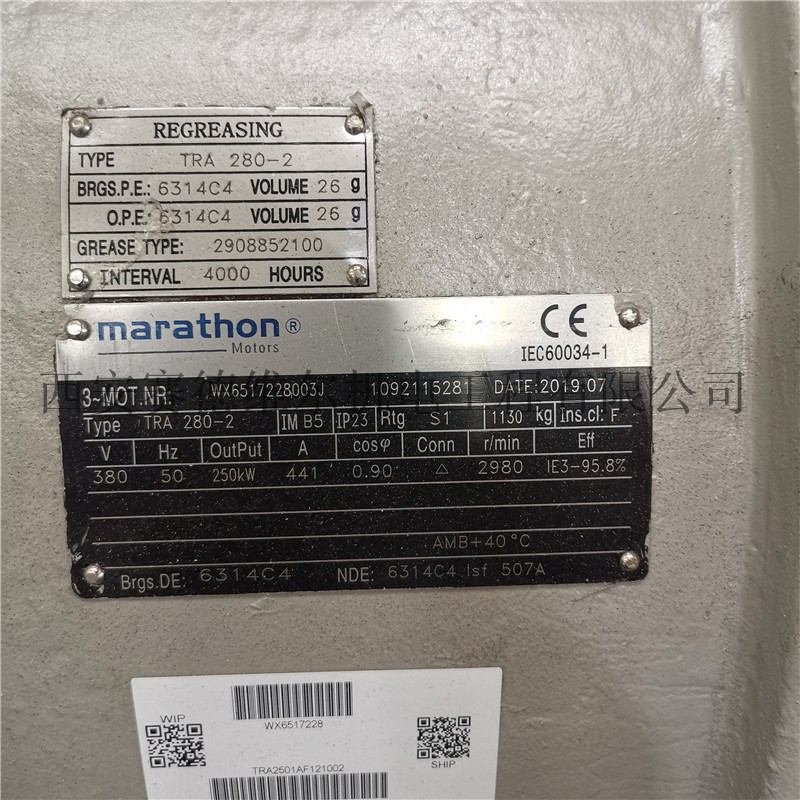 REGREASING
TYPE TRA 280-2
BRGS.P.E.: 6314C4 VOLUME 26 g
O.P.E.: 6314C4 VOLUME 26 g
GREASE TYPE: 2908852100
INTERVAL 4000 HOURS
marathon®
Motors
CE
IEC60034-1
3~MOT.NR. WX6517228003J 1092115281 DATE:2019.07
Type TRA 280-2 IM B5 IP23 Rtg S1 1130 kg Ins.cl: F
V Hz OutPut A cosφ Conn r/min Eff
380 50 250kW 441 0.90 △ 2980 IE3-95.8%
AMB+40°C
Brgs.DE: 6314C4 NDE: 6314C4 Isf 507A
WIP
WX6517228
SHIP
TRA2501AF121002